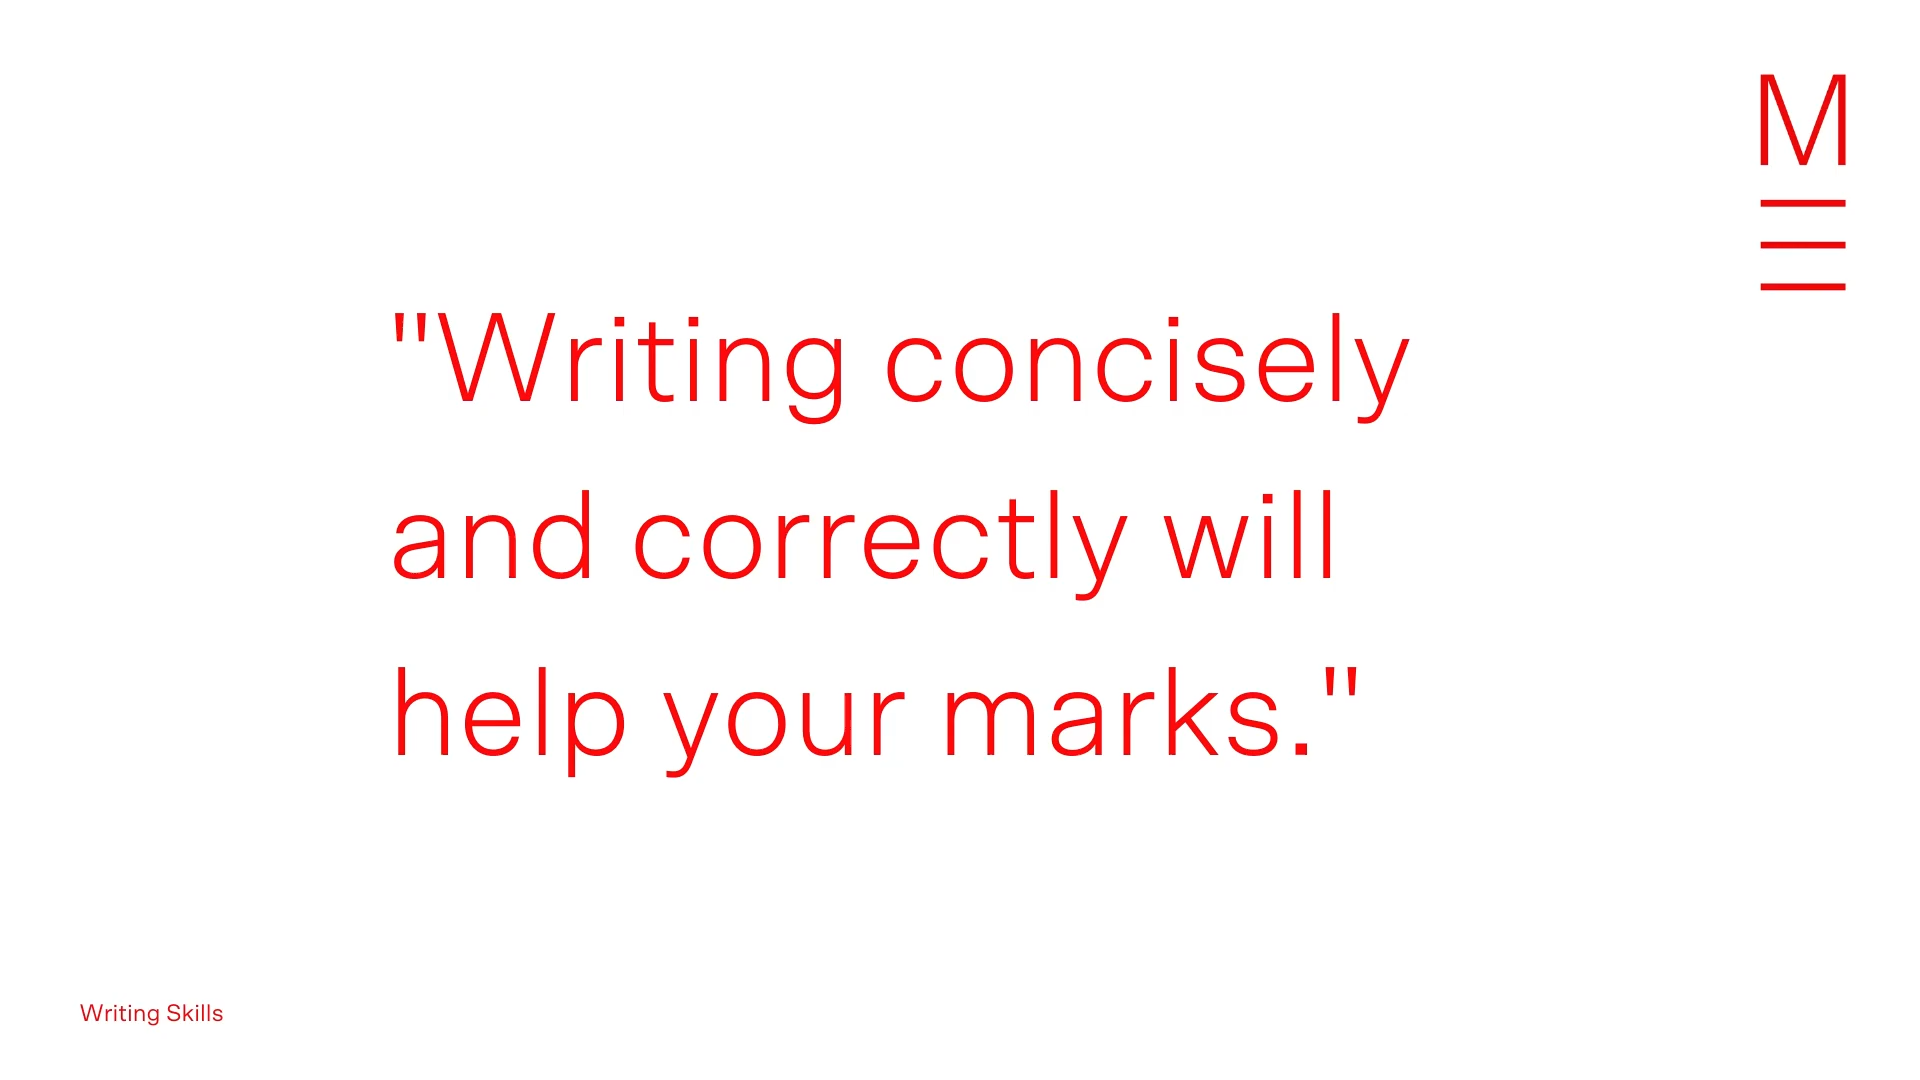 M
"Writing concisely
and correctly will
help your marks."
Writing Skills